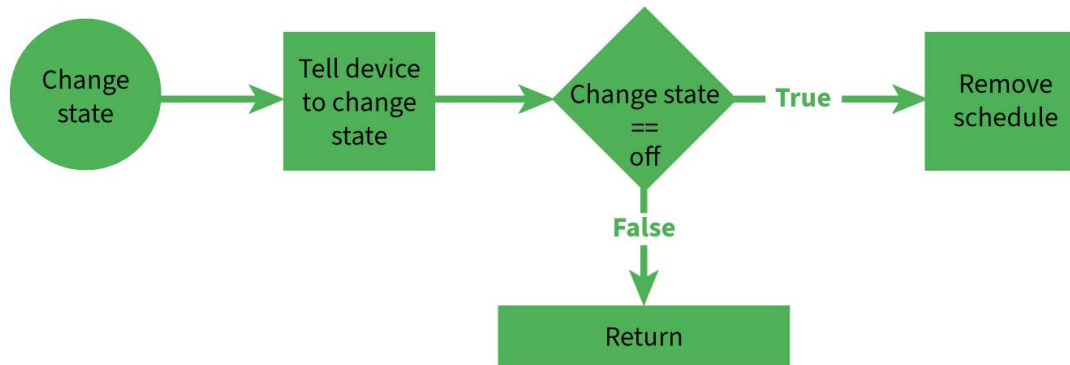 Change
state
Tell device
to change
state
Change state
==
off
True
Remove
schedule
False
Return